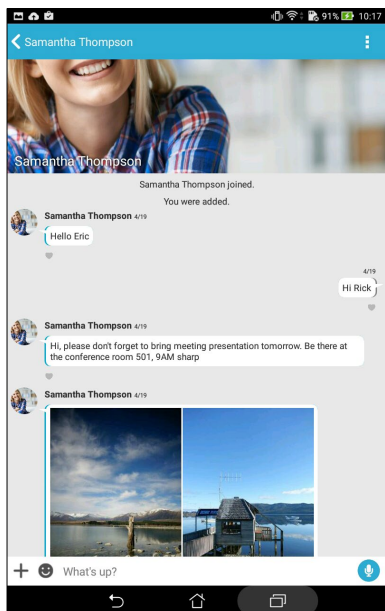 91% 10:17
Samantha Thompson
Samantha Thompson
Samantha Thompson joined.
You were added.
Samantha Thompson 4/19
Hello Eric
4/19
Hi Rick
Samantha Thompson 4/19
Hi, please don't forget to bring meeting presentation tomorrow. Be there at
the conference room 501, 9AM sharp
Samantha Thompson 4/19
What's up?